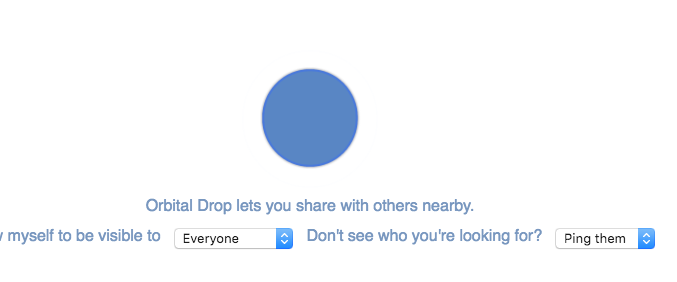 Orbital Drop lets you share with others nearby.
myself to be visible to Everyone Don't see who you're looking for? Ping them